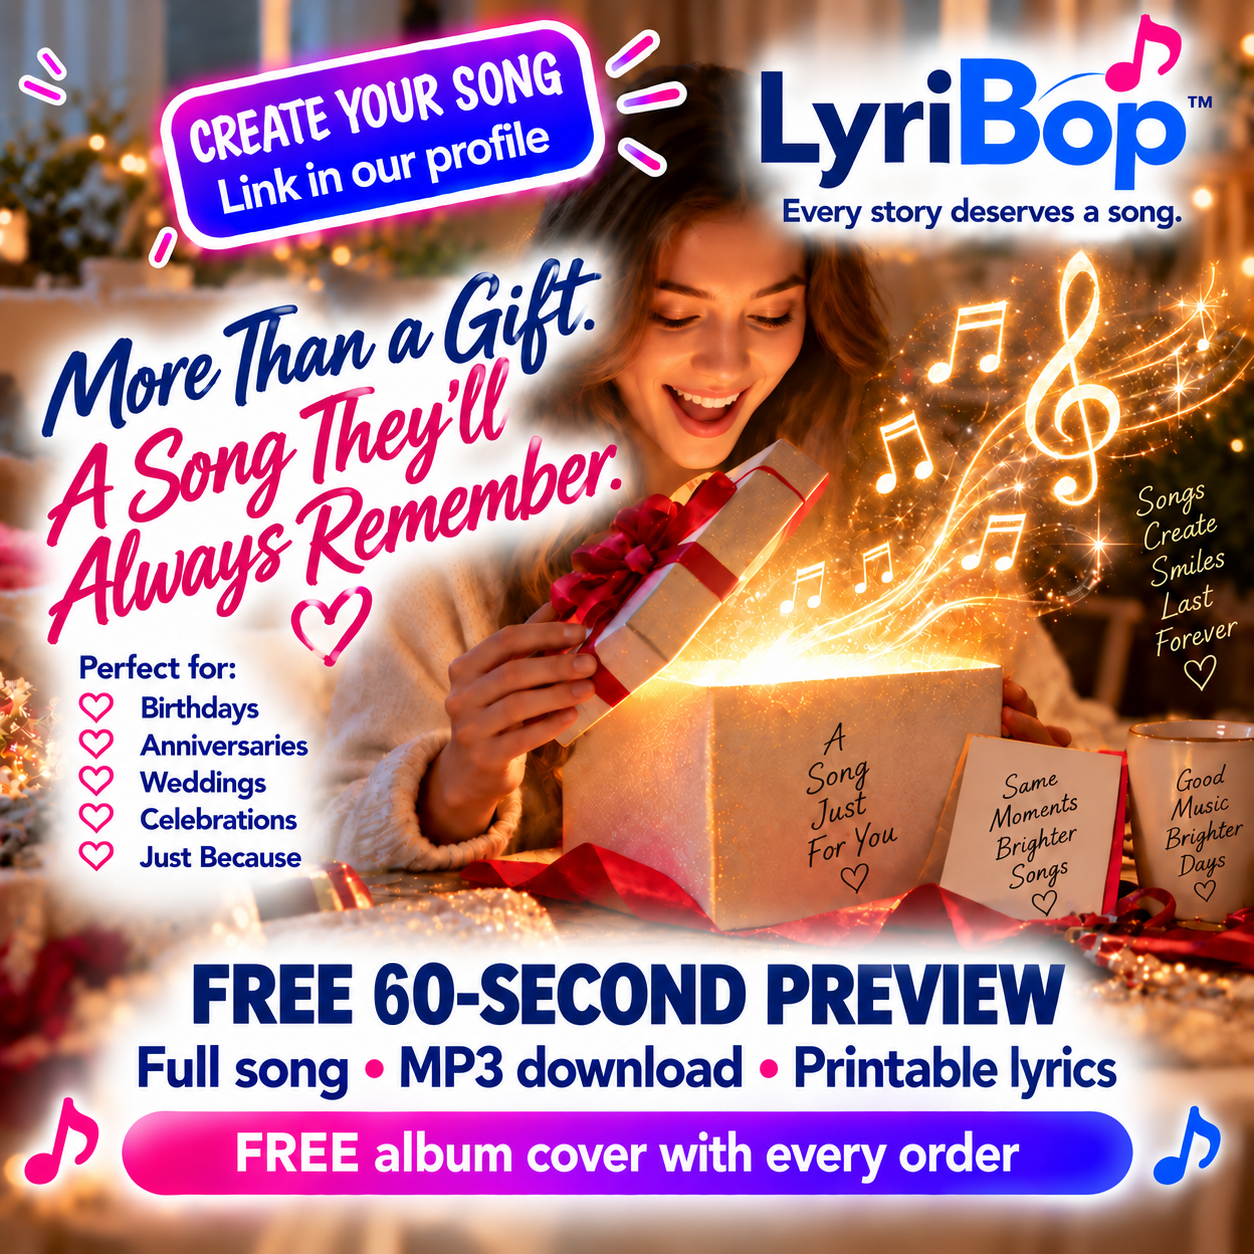 CREATE YOUR SONG
Link in our profile
LyriBop™
Every story deserves a song.
More Than a Gift.
A Song They'll
Always Remember.
Perfect for:
Birthdays
Anniversaries
Weddings
Celebrations
Just Because
Songs
Create
Smiles
Last
Forever
A
Song
Just
For You
Same
Moments
Brighter
Songs
Good
Music
Brighter
Days
FREE 60-SECOND PREVIEW
Full song • MP3 download • Printable lyrics
FREE album cover with every order